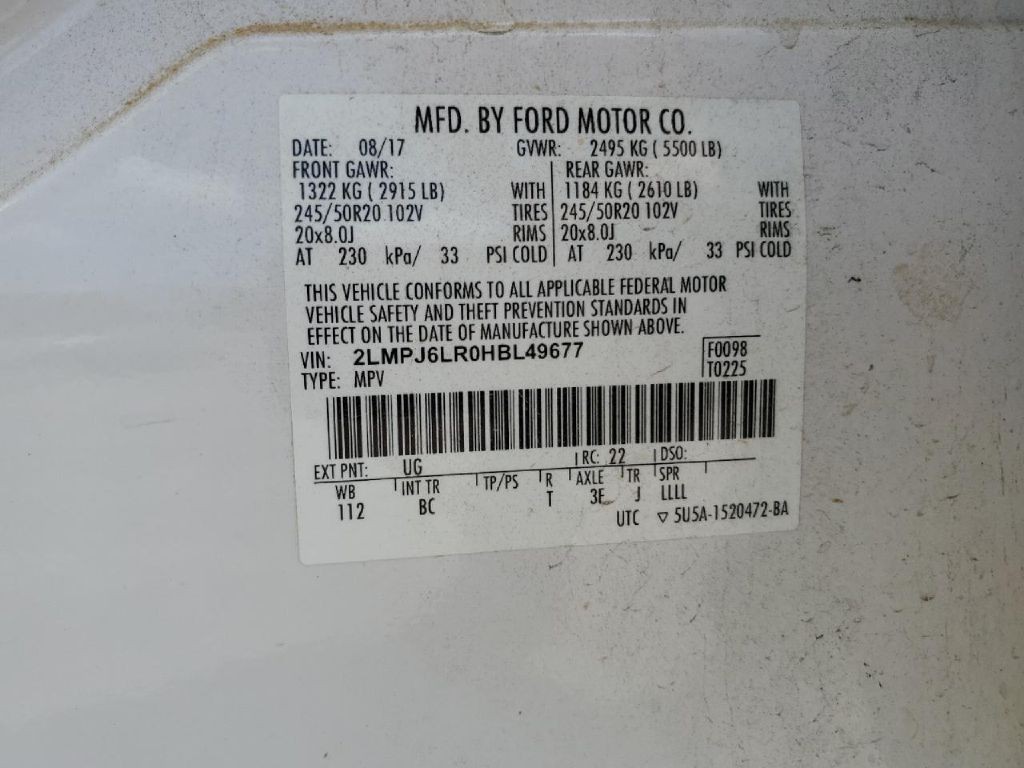 MFD. BY FORD MOTOR CO.
DATE: 08/17 GVWR: 2495 KG ( 5500 LB)
FRONT GAWR: REAR GAWR:
1322 KG ( 2915 LB) WITH 1184 KG ( 2610 LB) WITH
245/50R20 102V TIRES 245/50R20 102V TIRES
20x8.0J RIMS 20x8.0J RIMS
AT 230 kPa/ 33 PSI COLD AT 230 kPa/ 33 PSI COLD
THIS VEHICLE CONFORMS TO ALL APPLICABLE FEDERAL MOTOR
VEHICLE SAFETY AND THEFT PREVENTION STANDARDS IN
EFFECT ON THE DATE OF MANUFACTURE SHOWN ABOVE.
VIN: 2LMPJ6LR0HBL49677 F0098
TYPE: MPV T0225
EXT PNT: UG RC: 22 DSO:
WB INT TR TP/PS R AXLE TR SPR
112 BC T 3F J LLLL
UTC ▽ 5U5A-1520472-BA